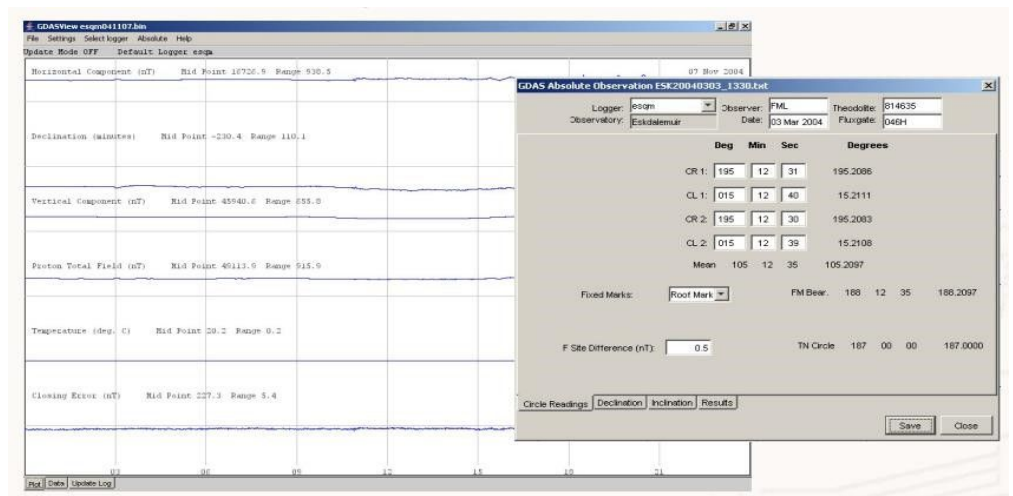 GDASView esqm041107.bin
File Settings Select logger Absolute Help
Update Mode OFF Default Logger esqm
Horizontal Component (nT) Mid Point 18726.9 Range 930.5
07 Nov 2004
Declination (minutes) Mid Point -230.4 Range 110.1
Vertical Component (nT) Mid Point 45940.6 Range 855.8
Proton Total Field (nT) Mid Point 49113.9 Range 915.9
Temperature (deg. C) Mid Point 20.2 Range 0.2
Closing Error (nT) Mid Point 227.3 Range 5.4
03 06 09 12 15 18 21
Plot Data Update Log
GDAS Absolute Observation ESK20040303_1330.txt
Logger: esqm Observer: FML Theodolite: 814635
Observatory: Eskdalemuir Date: 03 Mar 2004 Fluxgate: 046H
Deg Min Sec Degrees
CR 1: 195 12 31 195.2086
CL 1: 015 12 40 15.2111
CR 2: 195 12 30 195.2083
CL 2: 015 12 39 15.2108
Mean 105 12 35 105.2097
Fixed Marks: Roof Mark FM Bear. 188 12 35 188.2097
F Site Difference (nT): 0.5 TN Circle 187 00 00 187.0000
Circle Readings Declination Inclination Results
Save Close